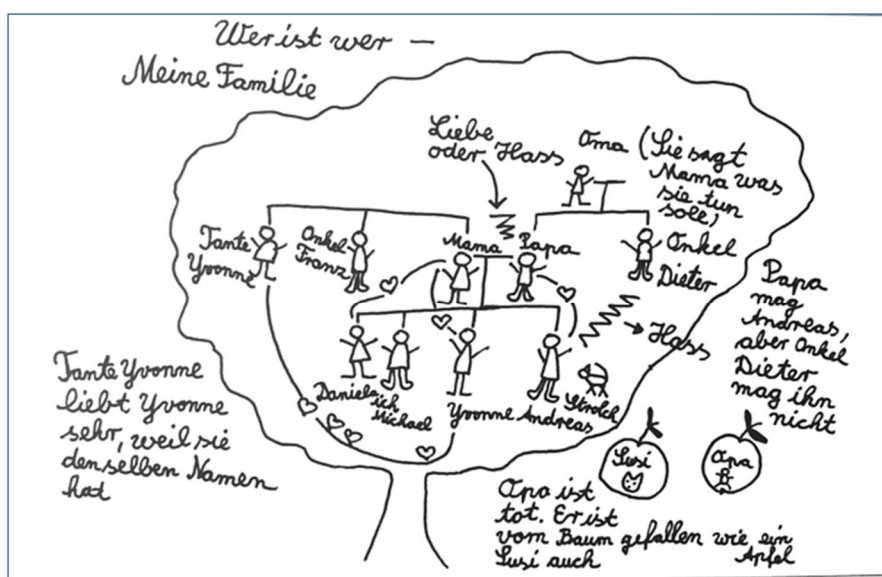 Wer ist wer —
Meine Familie
Liebe
oder Hass
Oma (Sie sagt
Mama was
sie tun
soll)
Tante
Yvonne
Onkel
Franz
Mama
Papa
Onkel
Dieter
Papa
mag
Andreas,
aber Onkel
Dieter
mag ihn
nicht
Hass
Daniela
ich
Michael
Yvonne
Andreas
Strolch
Tante Yvonne
liebt Yvonne
sehr, weil sie
denselben Namen
hat
Susi
Opa
Opa ist
tot. Er ist
vom Baum gefallen wie ein
Apfel
Susi auch